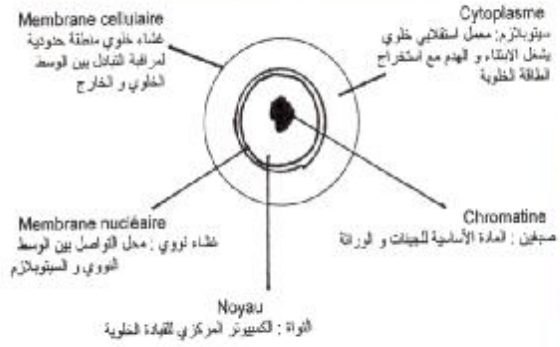 Membrane cellulaire
غشاء خلوي منطقة حدودية
لمراقبة التبادل بين الوسط
الخلوي و الخارج
Cytoplasme
سيتوبلازم: معمل استقلابي خلوي
يشغل الابتناء و الهدم مع استخراج
الطاقة الخلوية
Membrane nucléaire
غشاء نووي : محل التواصل بين الوسط
النووي و السيتوبلازم
Chromatine
صبغين : المادة الأساسية للجينات و الوراثة
Noyau
النواة : الكمبيوتر المركزي للقيادة الخلوية